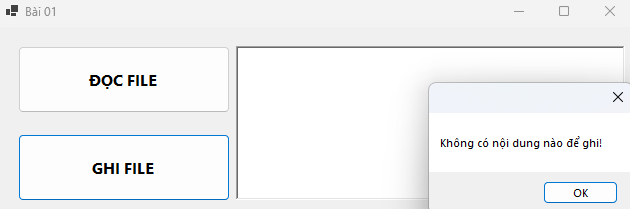 Bài 01
ĐỌC FILE
GHI FILE
Không có nội dung nào để ghi!
OK